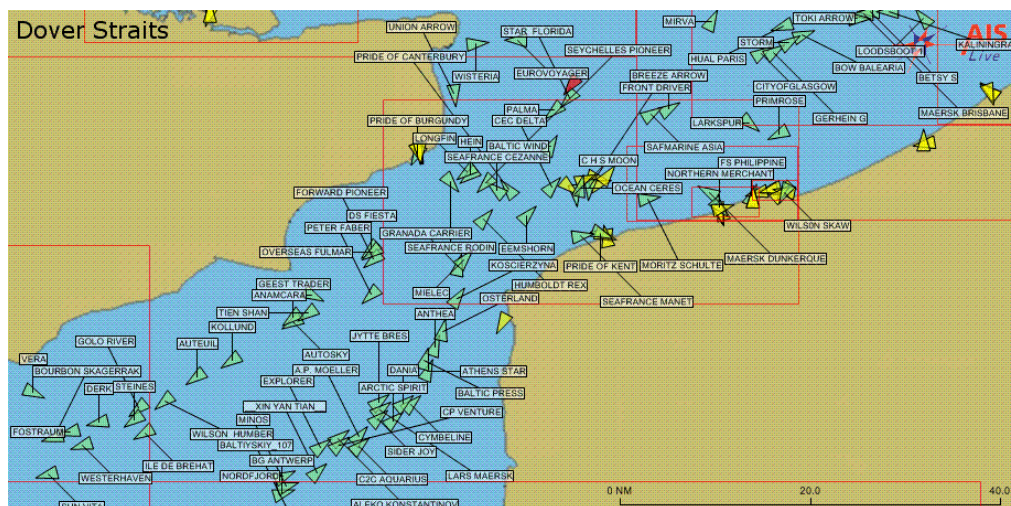 Dover Straits
UNION ARROW
STAR FLORIDA
SEYCHELLES PIONEER
MIRVA
TOKI ARROW
AIS
Live
PRIDE OF CANTERBURY
EUROVOYAGER
WISTERIA
BREEZE ARROW
FRONT DRIVER
HUAL PARIS
STORM
LOODSBOOT 1
KALININGRA
BOW BALEARIA
BETSY S
CITYOFGLASGOW
PRIMROSE
GERHEIN G
MAERSK BRISBANE
PALMA
CEC DELTA
PRIDE OF BURGUNDY
LONGFIN
HEIN
BALTIC WIND
LARKSPUR
SAFMARINE ASIA
SEAFRANCE CEZANNE
C H S MOON
FS PHILIPPINE
NORTHERN MERCHANT
OCEAN CERES
FORWARD PIONEER
DS FIESTA
PETER FABER
WILSON SKAW
GRANADA CARRIER
SEAFRANCE RODIN
EEMSHORN
OVERSEAS FULMAR
KOSCIERZYNA
PRIDE OF KENT
MORITZ SCHULTE
MAERSK DUNKERQUE
GEEST TRADER
ANAMCARA
MIELEC
HUMBOLDT REX
OSTERLAND
SEAFRANCE MANET
TIEN SHAN
KOLLUND
ANTHEA
GOLO RIVER
AUTEUIL
JYTTE BRES
VERA
BOURBON SKAGERRAK
AUTOSKY
A.P. MOELLER
EXPLORER
DANIA
ATHENS STAR
DERK
STEINES
ARCTIC SPIRIT
BALTIC PRESS
XIN YAN TIAN
CP VENTURE
MINOS
FOSTRAUM
WILSON HUMBER
BALTIYSKIY 107
CYMBELINE
SIDER JOY
BG ANTWERP
ILE DE BREHAT
WESTERHAVEN
NORDFJORD
C2C AQUARIUS
LARS MAERSK
ALEKO KONSTANTINOV
0 NM
20.0
40.0